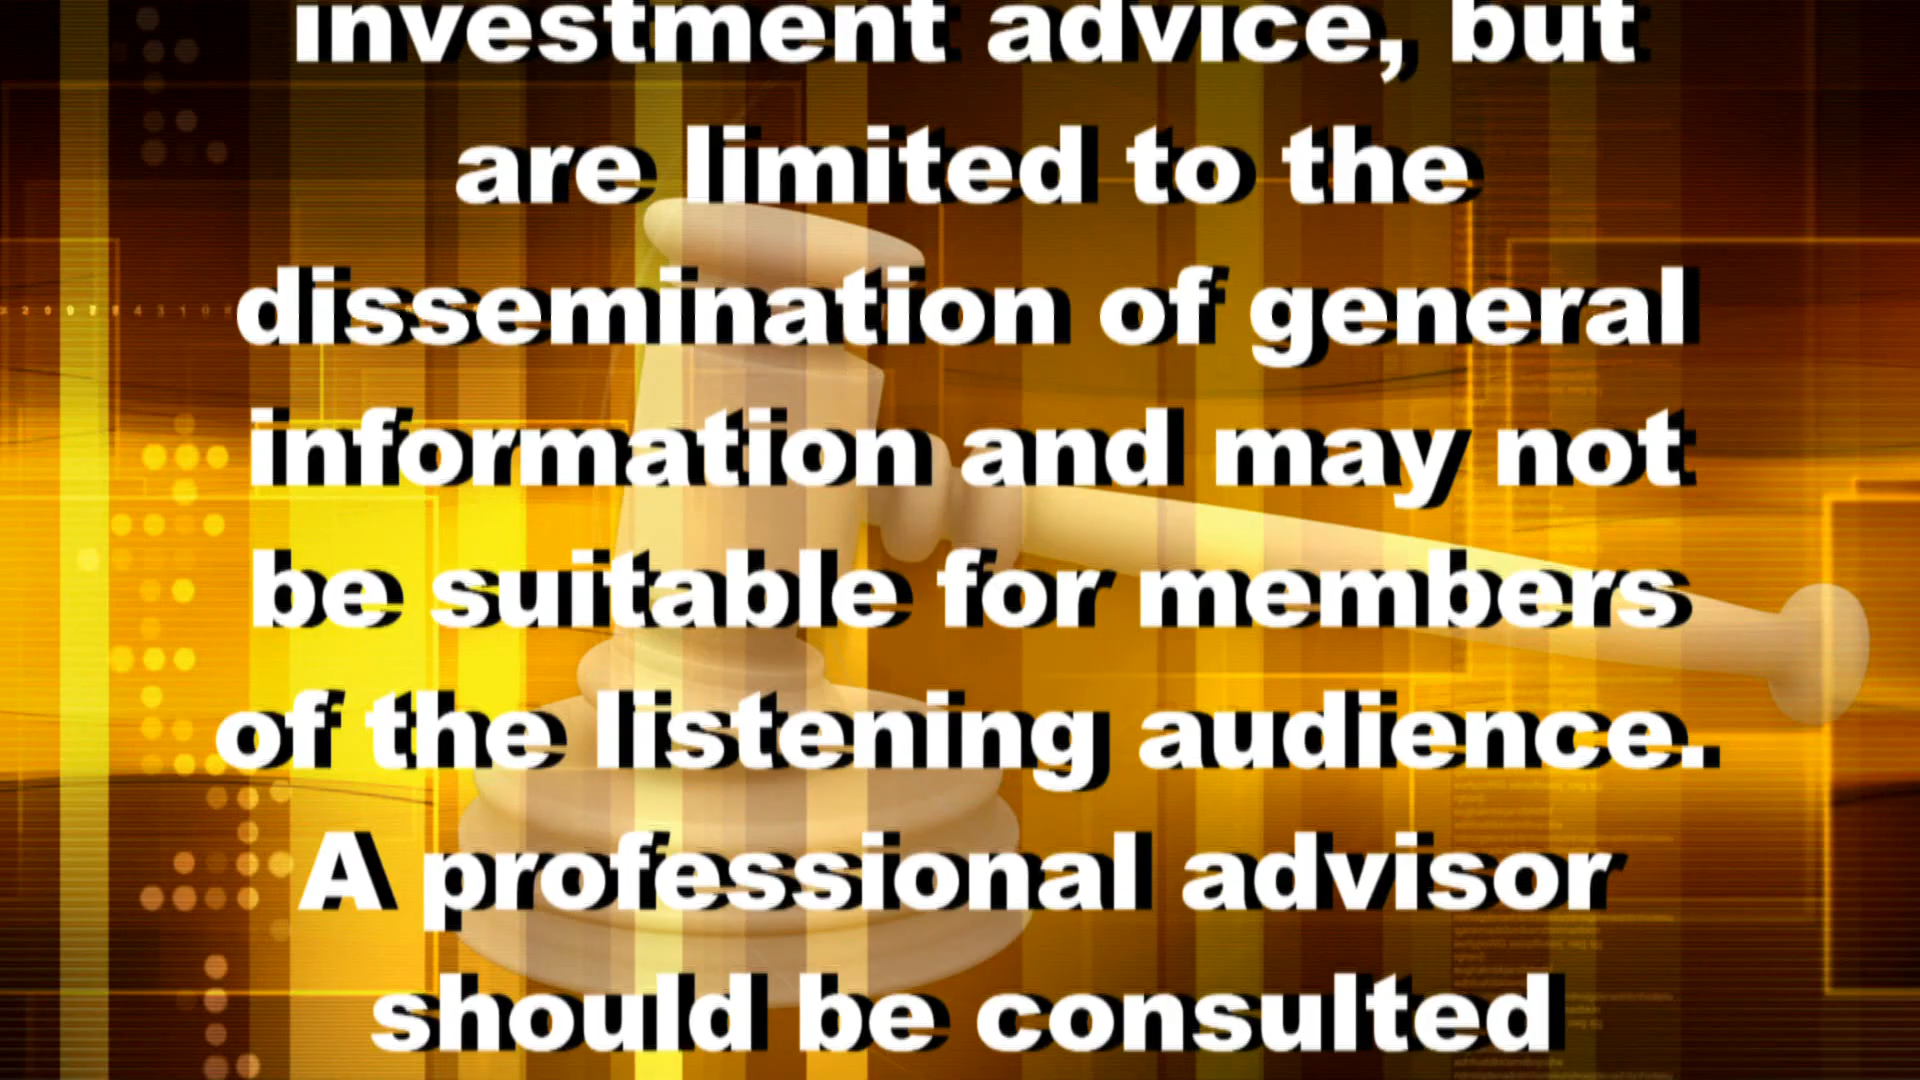 investment advice, but
are limited to the
dissemination of general
information and may not
be suitable for members
of the listening audience.
A professional advisor
should be consulted